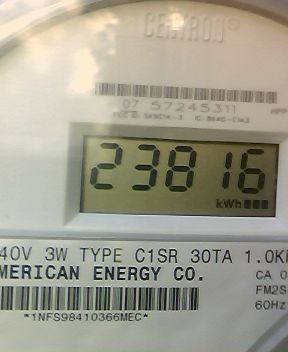 CENTRON®
07 57245311
23816
kWh
40V 3W TYPE C1SR 30TA 1.0K
MERICAN ENERGY CO.
CA 0
FM2S
60Hz
*1NFS98410366MEC*